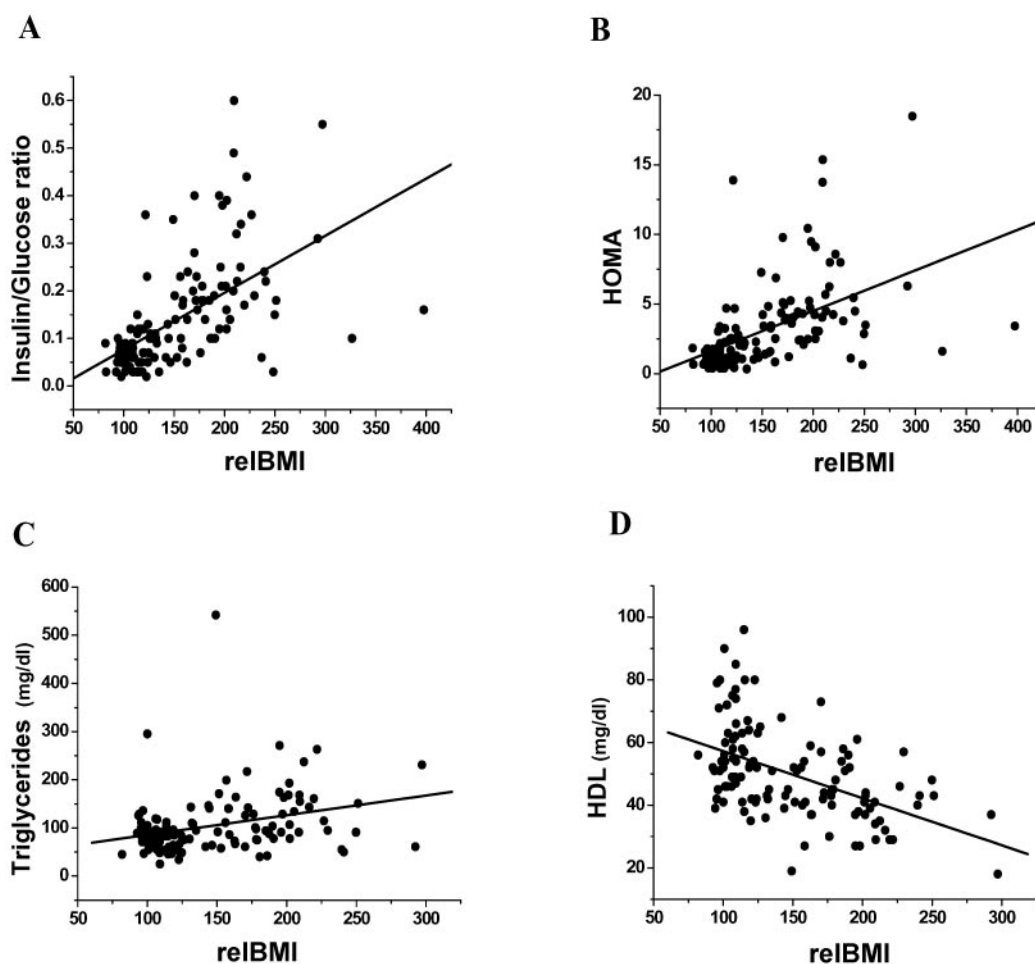 A
Insulin/Glucose ratio
0.6
0.5
0.4
0.3
0.2
0.1
0.0
50 100 150 200 250 300 350 400
relBMI
B
HOMA
20
15
10
5
0
50 100 150 200 250 300 350 400
relBMI
C
Triglycerides (mg/dl)
600
500
400
300
200
100
0
50 100 150 200 250 300
relBMI
D
HDL (mg/dl)
100
80
60
40
20
50 100 150 200 250 300
relBMI